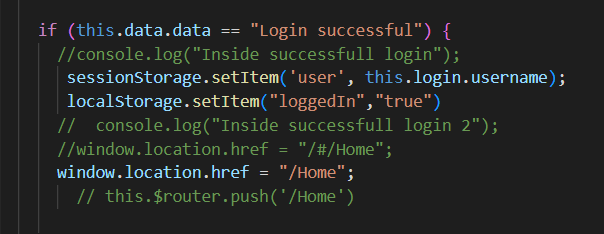 if (this.data.data == "Login successful") {
//console.log("Inside successfull login");
sessionStorage.setItem('user', this.login.username);
localStorage.setItem("loggedIn","true")
//  console.log("Inside successfull login 2");
//window.location.href = "/#/Home";
window.location.href = "/Home";
// this.$router.push('/Home')